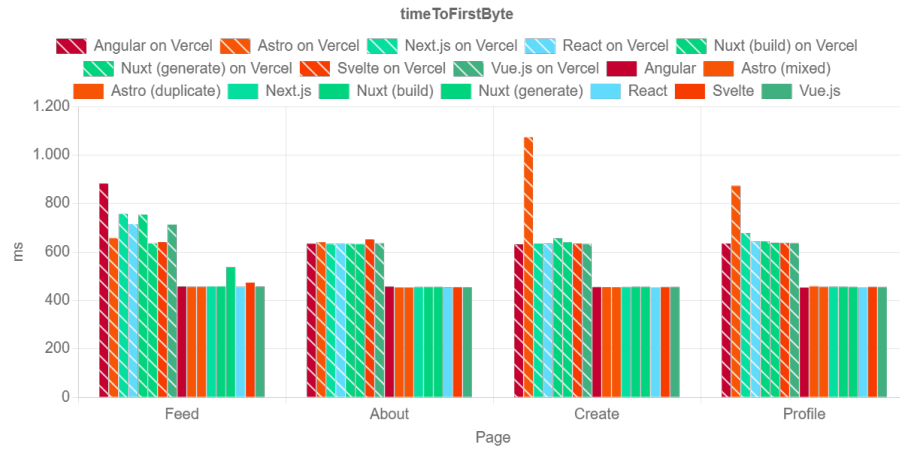 timeToFirstByte
Angular on Vercel Astro on Vercel Next.js on Vercel React on Vercel Nuxt (build) on Vercel
Nuxt (generate) on Vercel Svelte on Vercel Vue.js on Vercel Angular Astro (mixed)
Astro (duplicate) Next.js Nuxt (build) Nuxt (generate) React Svelte Vue.js
1.200
1.000
800
600
400
200
0
ms
Feed About Create Profile
Page